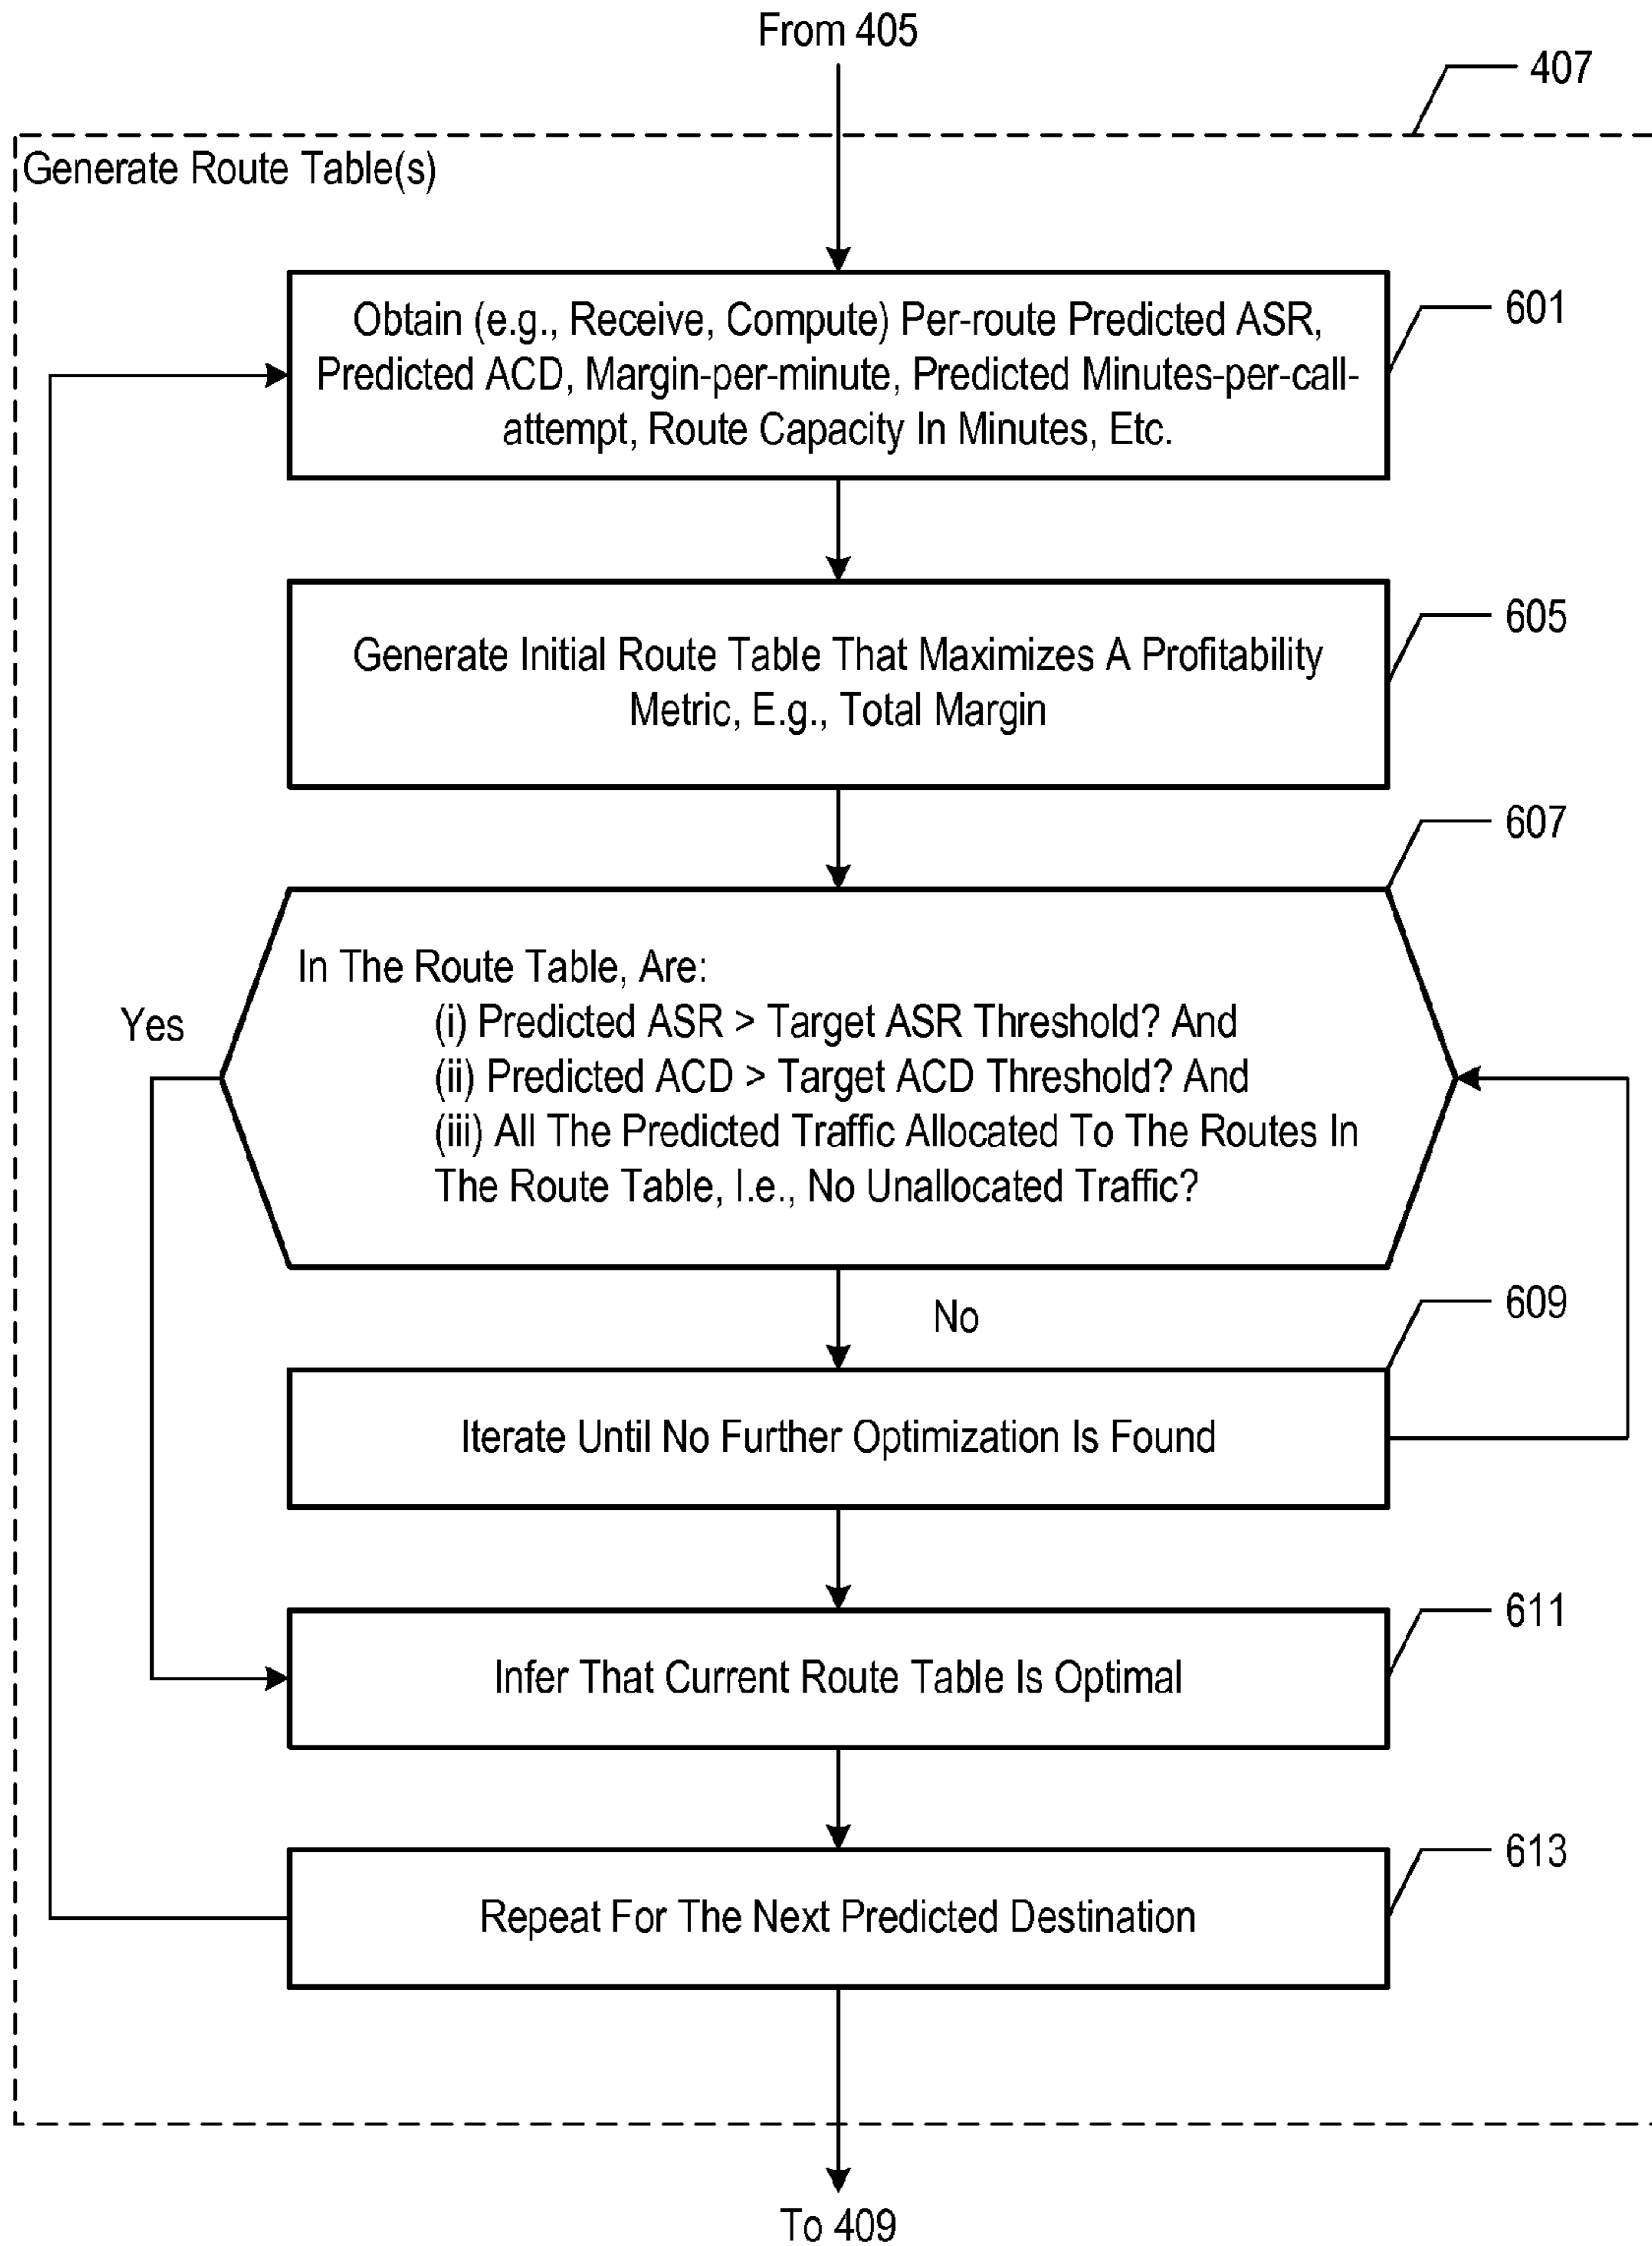 From 405
407
Generate Route Table(s)
Obtain (e.g., Receive, Compute) Per-route Predicted ASR,
Predicted ACD, Margin-per-minute, Predicted Minutes-per-call-
attempt, Route Capacity In Minutes, Etc.
601
Generate Initial Route Table That Maximizes A Profitability
Metric, E.g., Total Margin
605
607
In The Route Table, Are:
(i) Predicted ASR > Target ASR Threshold? And
(ii) Predicted ACD > Target ACD Threshold? And
(iii) All The Predicted Traffic Allocated To The Routes In
The Route Table, I.e., No Unallocated Traffic?
Yes
No
609
Iterate Until No Further Optimization Is Found
611
Infer That Current Route Table Is Optimal
613
Repeat For The Next Predicted Destination
To 409